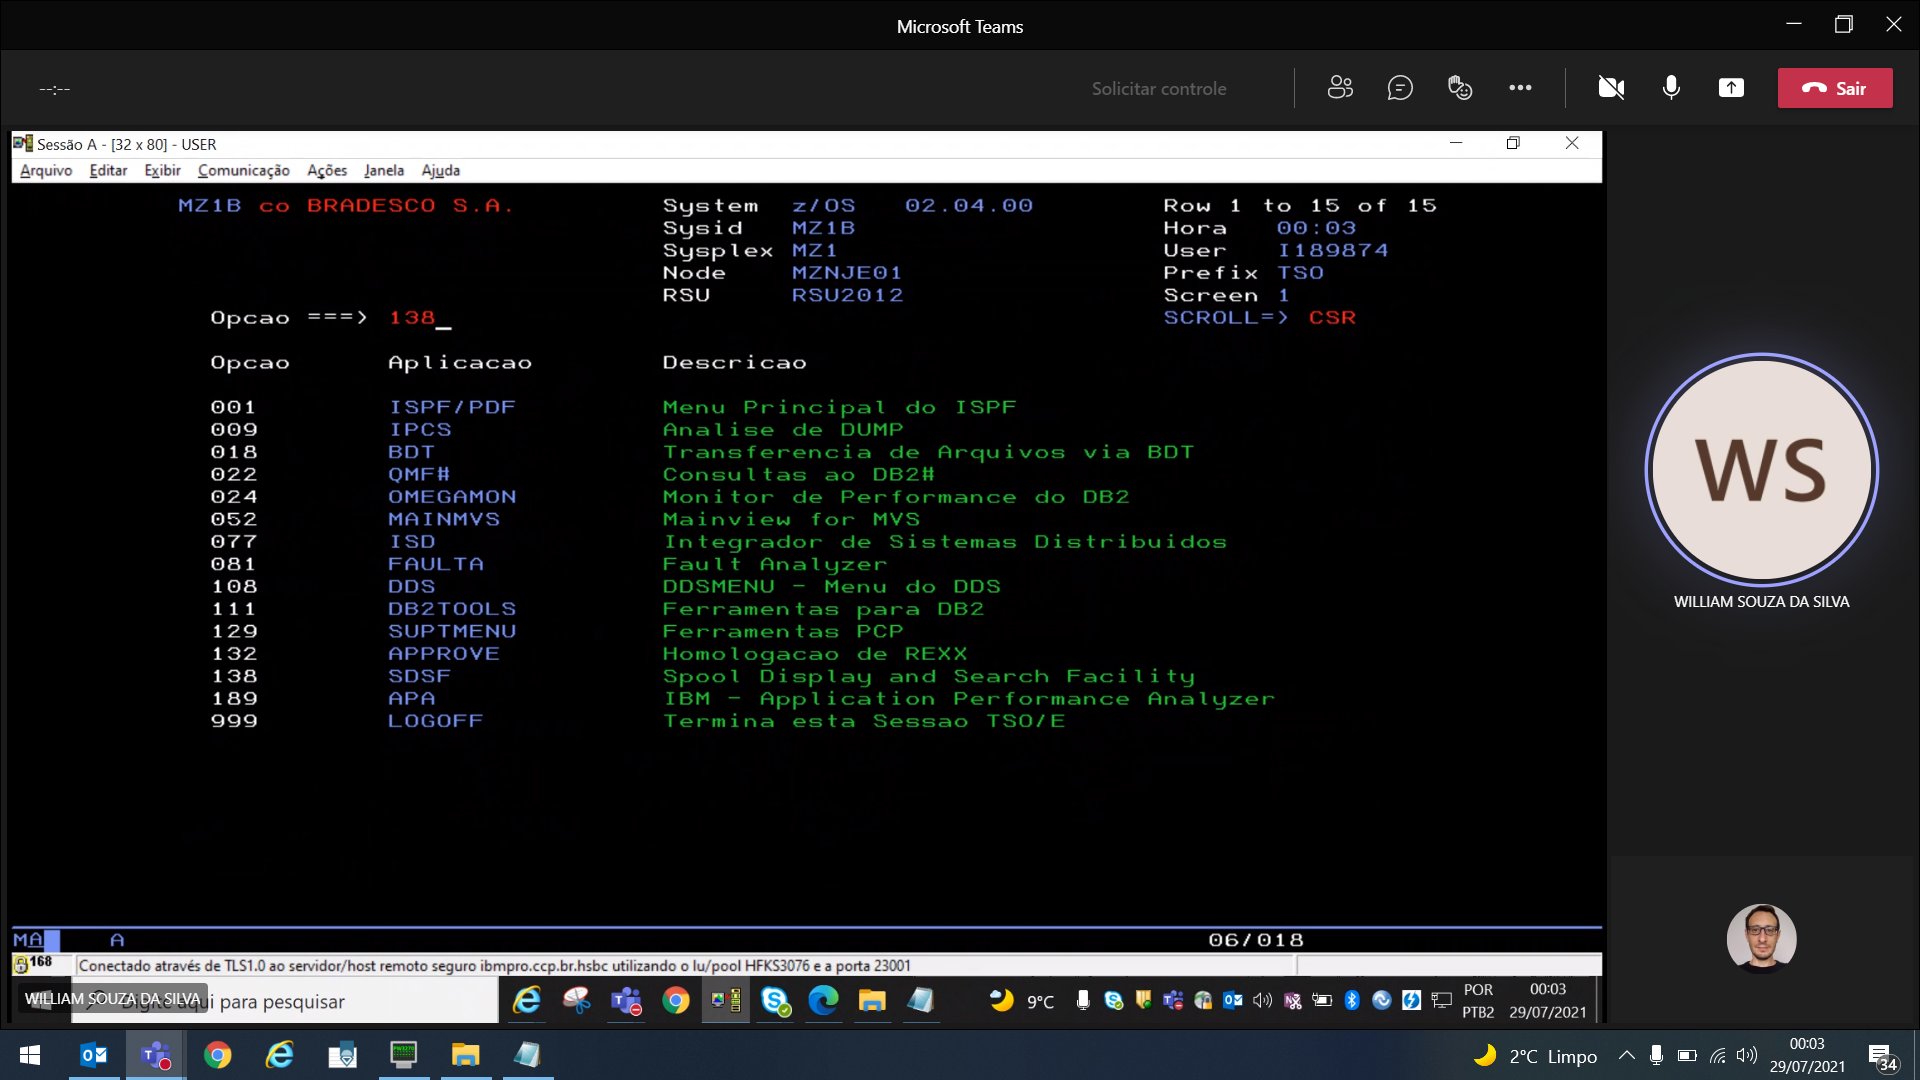 Microsoft Teams
--:--
Solicitar controle
Sair
Sessão A - [32 x 80] - USER
Arquivo Editar Exibir Comunicação Ações Janela Ajuda
MZ1B co BRADESCO S.A. System z/OS 02.04.00 Row 1 to 15 of 15
Sysid MZ1B Hora 00:03
Sysplex MZ1 User I189874
Node MZNJE01 Prefix TSO
RSU RSU2012 Screen 1
Opcao ===> 138_ SCROLL=> CSR
Opcao Aplicacao Descricao
001 ISPF/PDF Menu Principal do ISPF
009 IPCS Analise de DUMP
018 BDT Transferencia de Arquivos via BDT
022 QMF# Consultas ao DB2#
024 OMEGAMON Monitor de Performance do DB2
052 MAINMVS Mainview for MVS
077 ISD Integrador de Sistemas Distribuidos
081 FAULTA Fault Analyzer
108 DDS DDSMENU - Menu do DDS
111 DB2TOOLS Ferramentas para DB2
129 SUPTMENU Ferramentas PCP
132 APPROVE Homologacao de REXX
138 SDSF Spool Display and Search Facility
189 APA IBM - Application Performance Analyzer
999 LOGOFF Termina esta Sessao TSO/E
WS
WILLIAM SOUZA DA SILVA
MA A 06/018
168 Conectado através de TLS1.0 ao servidor/host remoto seguro ibmpro.ccp.br.hsbc utilizando o lu/pool HFKS3076 e a porta 23001
WILLIAM SOUZA DA SILVA
para pesquisar
9°C
POR
PTB2
00:03
29/07/2021
2°C Limpo
00:03
29/07/2021
34